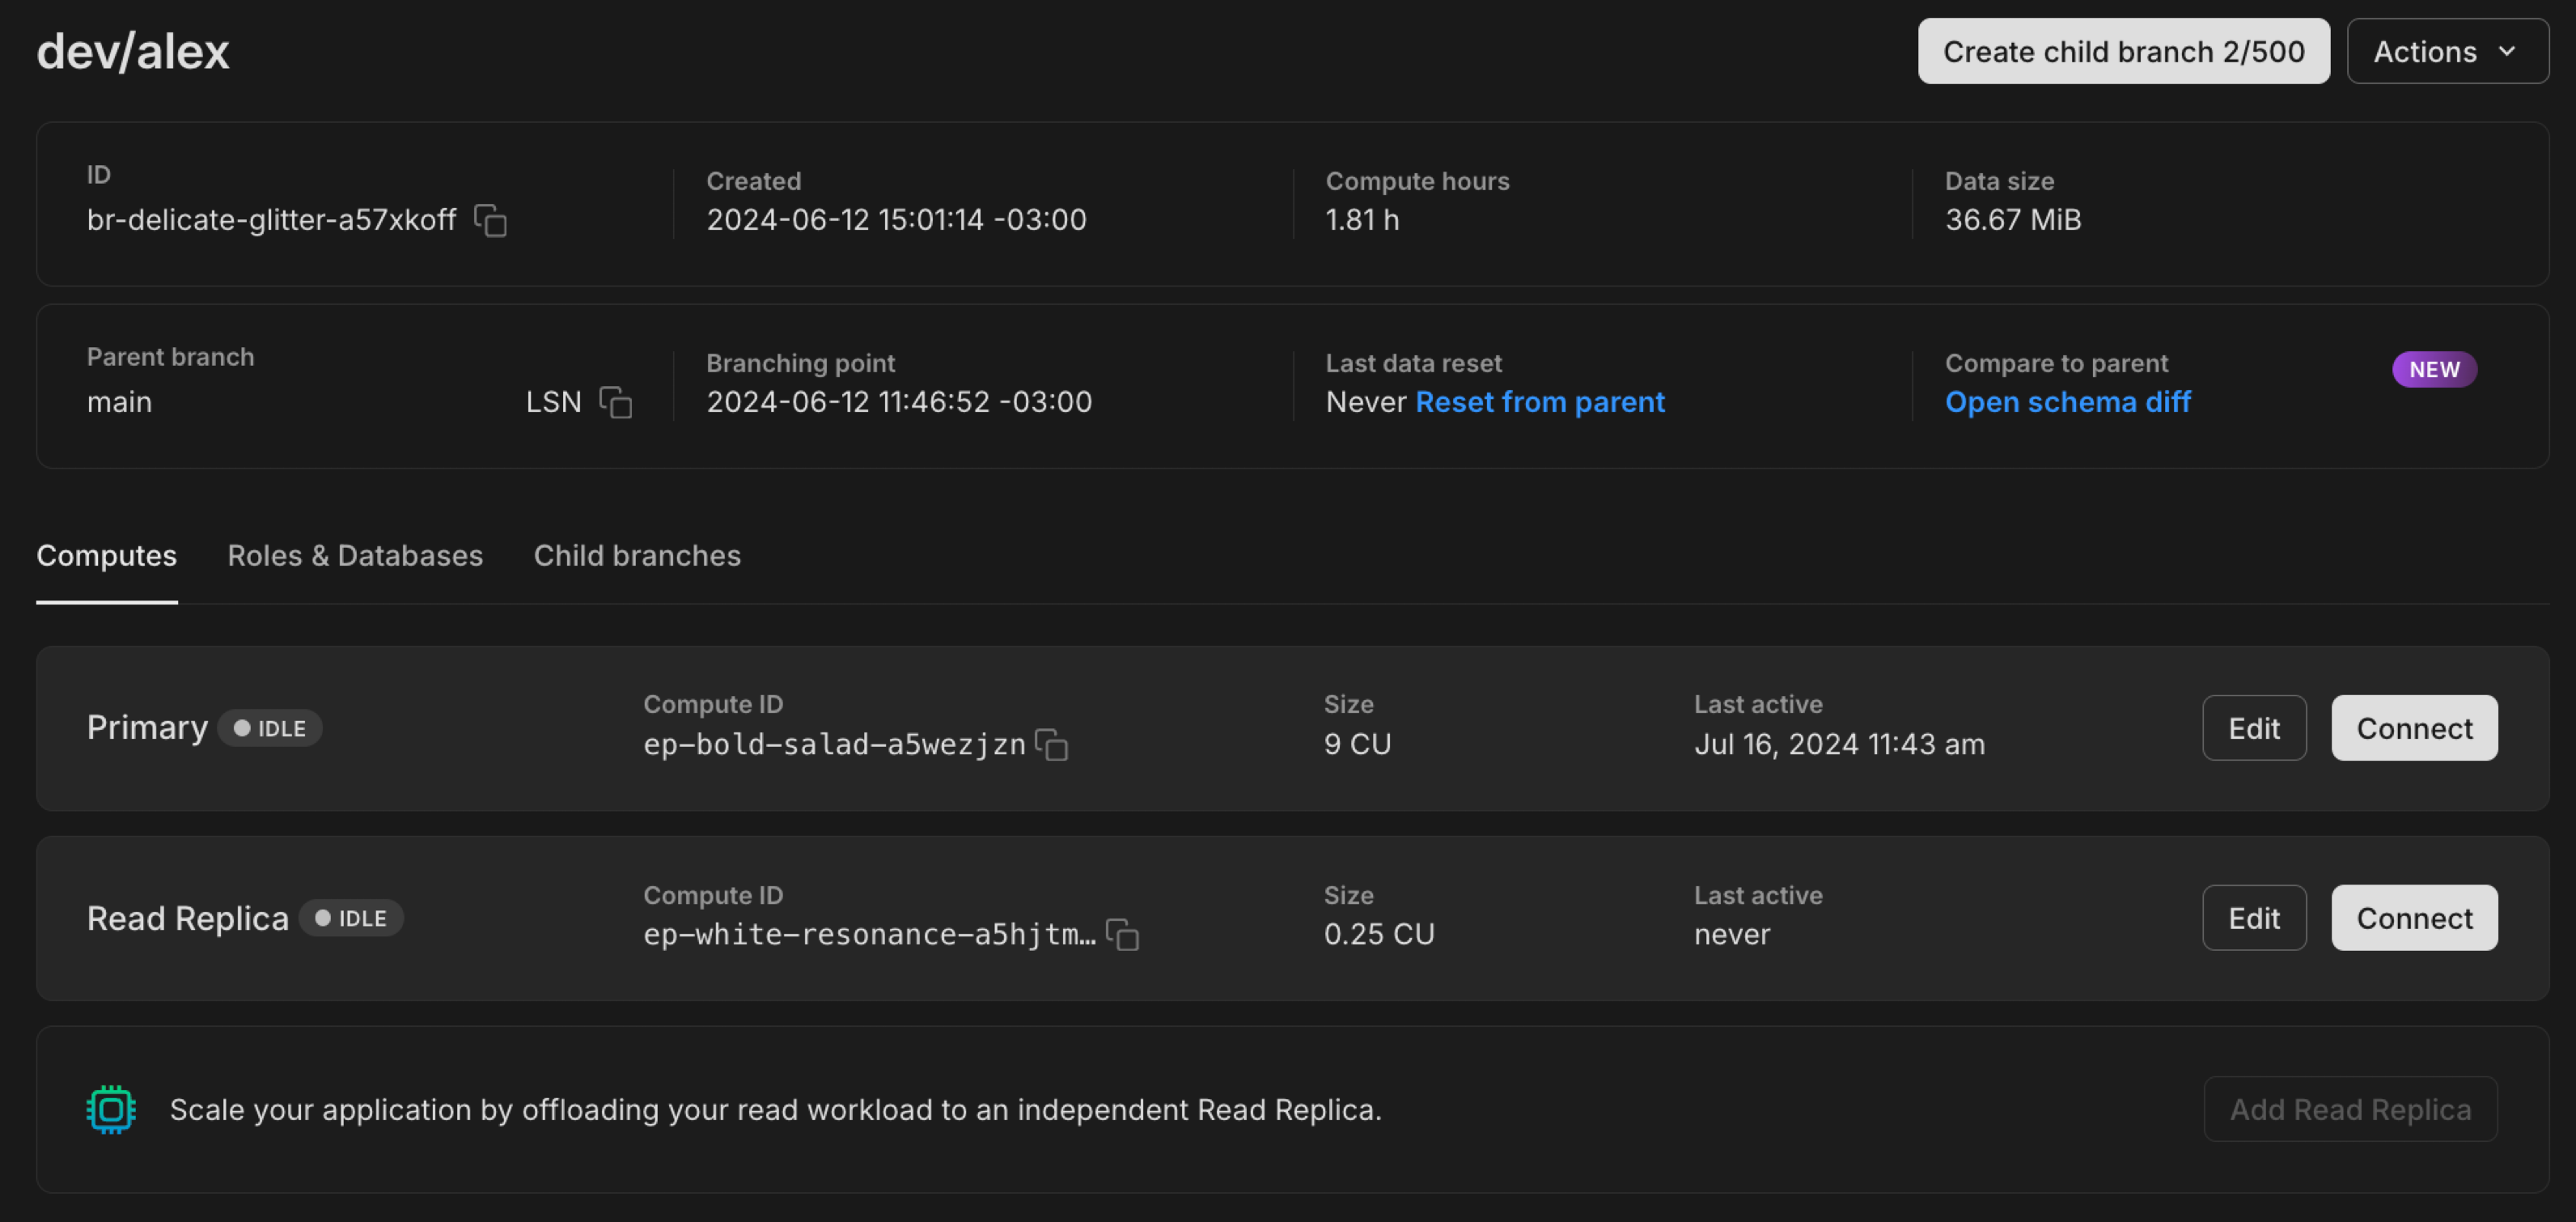 dev/alex
Create child branch 2/500
Actions
ID
br-delicate-glitter-a57xkoff
Created
2024-06-12 15:01:14 -03:00
Compute hours
1.81 h
Data size
36.67 MiB
Parent branch
main
LSN
Branching point
2024-06-12 11:46:52 -03:00
Last data reset
Never Reset from parent
Compare to parent
Open schema diff
NEW
Computes
Roles & Databases
Child branches
Primary
IDLE
Compute ID
ep-bold-salad-a5wezjzn
Size
9 CU
Last active
Jul 16, 2024 11:43 am
Edit
Connect
Read Replica
IDLE
Compute ID
ep-white-resonance-a5hjtm…
Size
0.25 CU
Last active
never
Edit
Connect
Scale your application by offloading your read workload to an independent Read Replica.
Add Read Replica